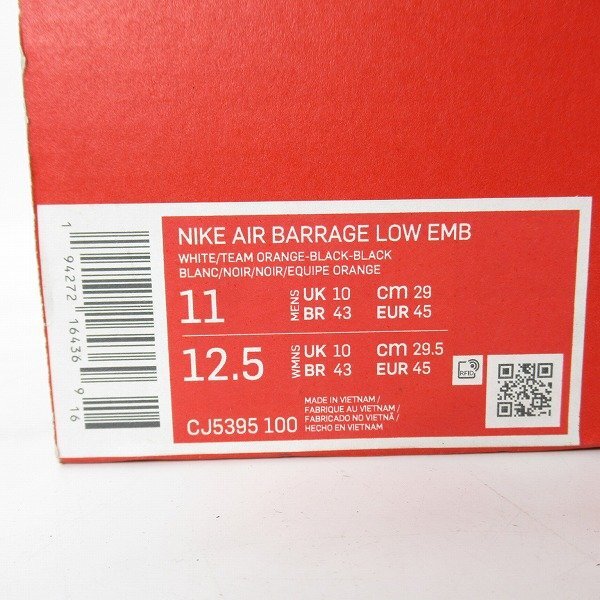 NIKE AIR BARRAGE LOW EMB
WHITE/TEAM ORANGE-BLACK-BLACK
BLANC/NOIR/NOIR/EQUIPE ORANGE
11 MENS UK 10 cm 29
BR 43 EUR 45
12.5 WMNS UK 10 cm 29.5
BR 43 EUR 45
RFID
CJ5395 100
MADE IN VIETNAM/
FABRIQUE AU VIETNAM/
FABRICADO NO VIETNÃ/
HECHO EN VIETNAM
1 94272 16436 9 16